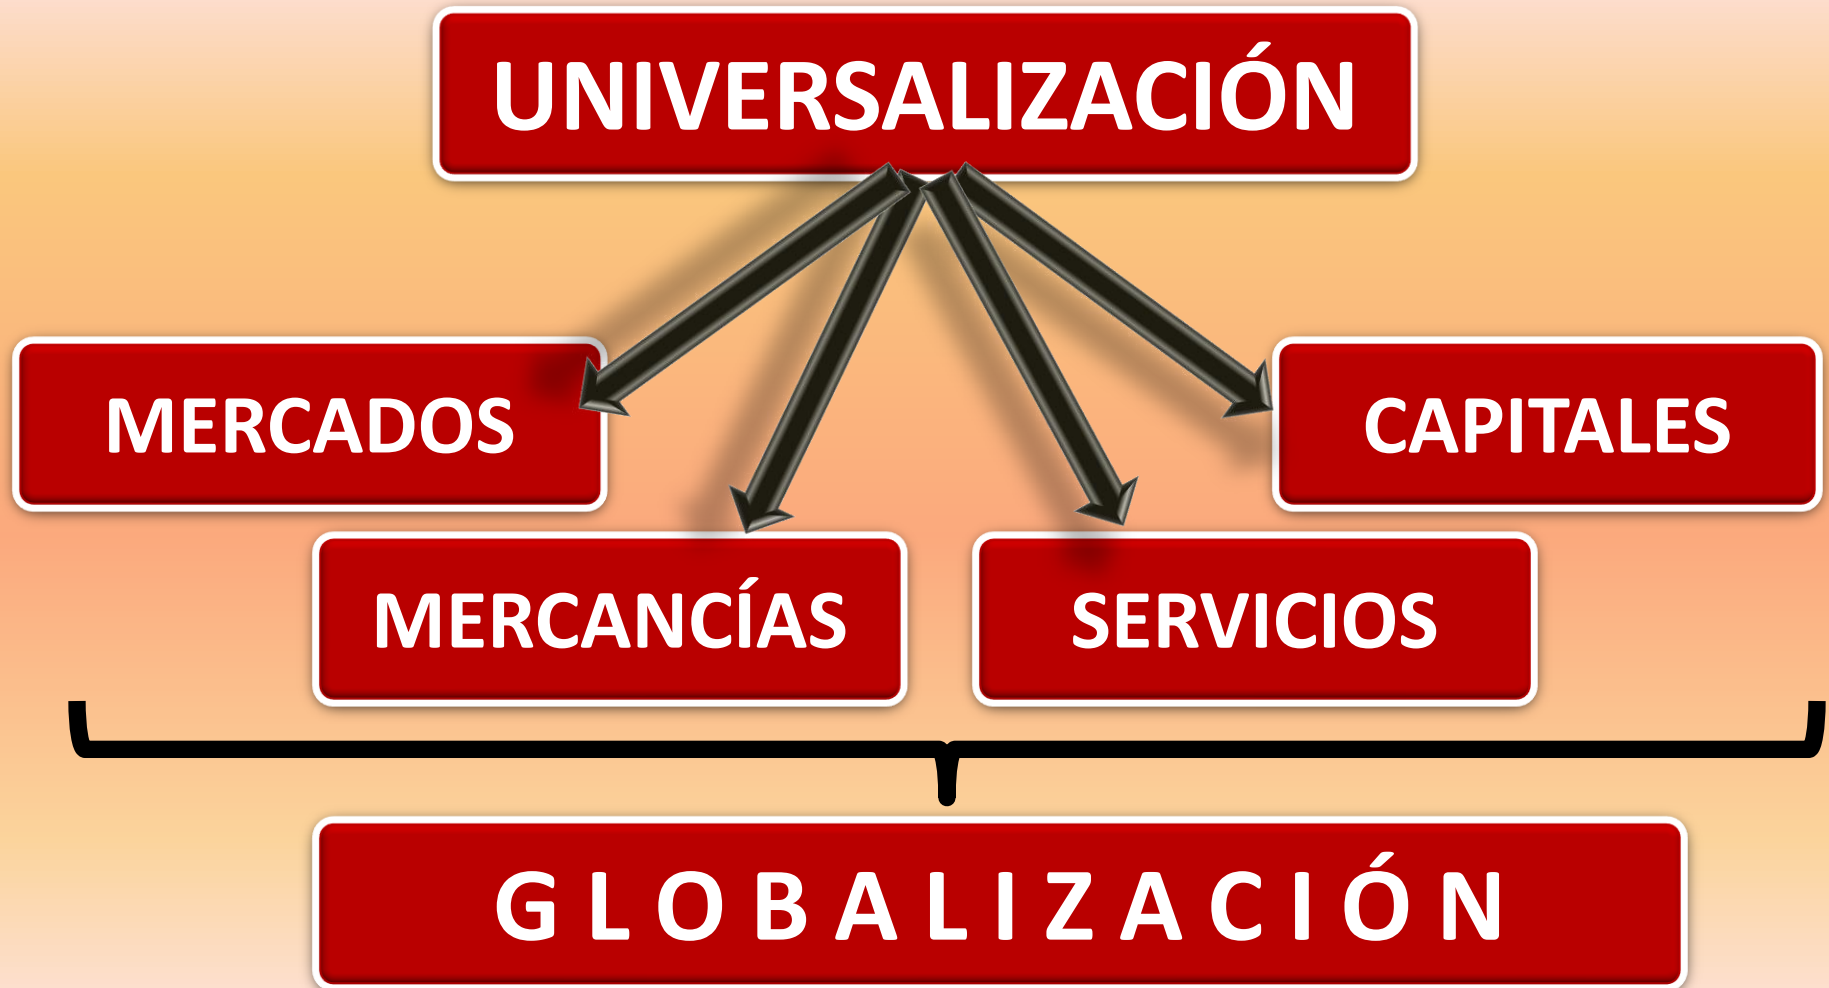 UNIVERSALIZACIÓN
MERCADOS
CAPITALES
MERCANCÍAS
SERVICIOS
G L O B A L I Z A C I Ó N